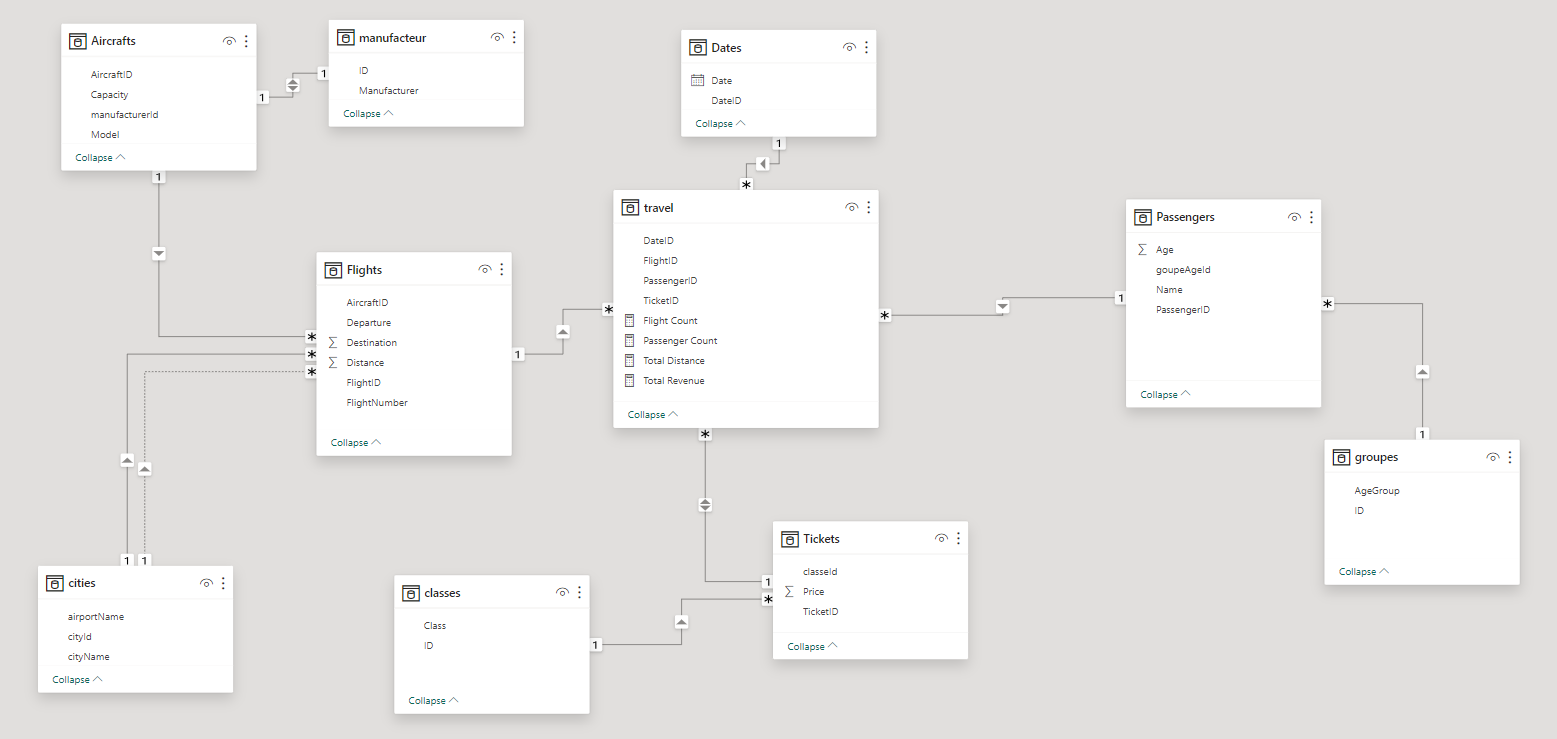 Aircrafts
AircraftID
Capacity
manufacturerId
Model
Collapse
1
1
manufacteur
ID
Manufacturer
Collapse
1
Dates
Date
DateID
Collapse
1
*
travel
DateID
FlightID
PassengerID
TicketID
Flight Count
Passenger Count
Total Distance
Total Revenue
Collapse
*
*
*
Flights
AircraftID
Departure
Destination
Distance
FlightID
FlightNumber
Collapse
*
*
*
1
Passengers
Age
goupeAgeId
Name
PassengerID
Collapse
1
*
1
groupes
AgeGroup
ID
Collapse
Tickets
classeId
Price
TicketID
Collapse
1
*
classes
Class
ID
Collapse
1
1
1
cities
airportName
cityId
cityName
Collapse